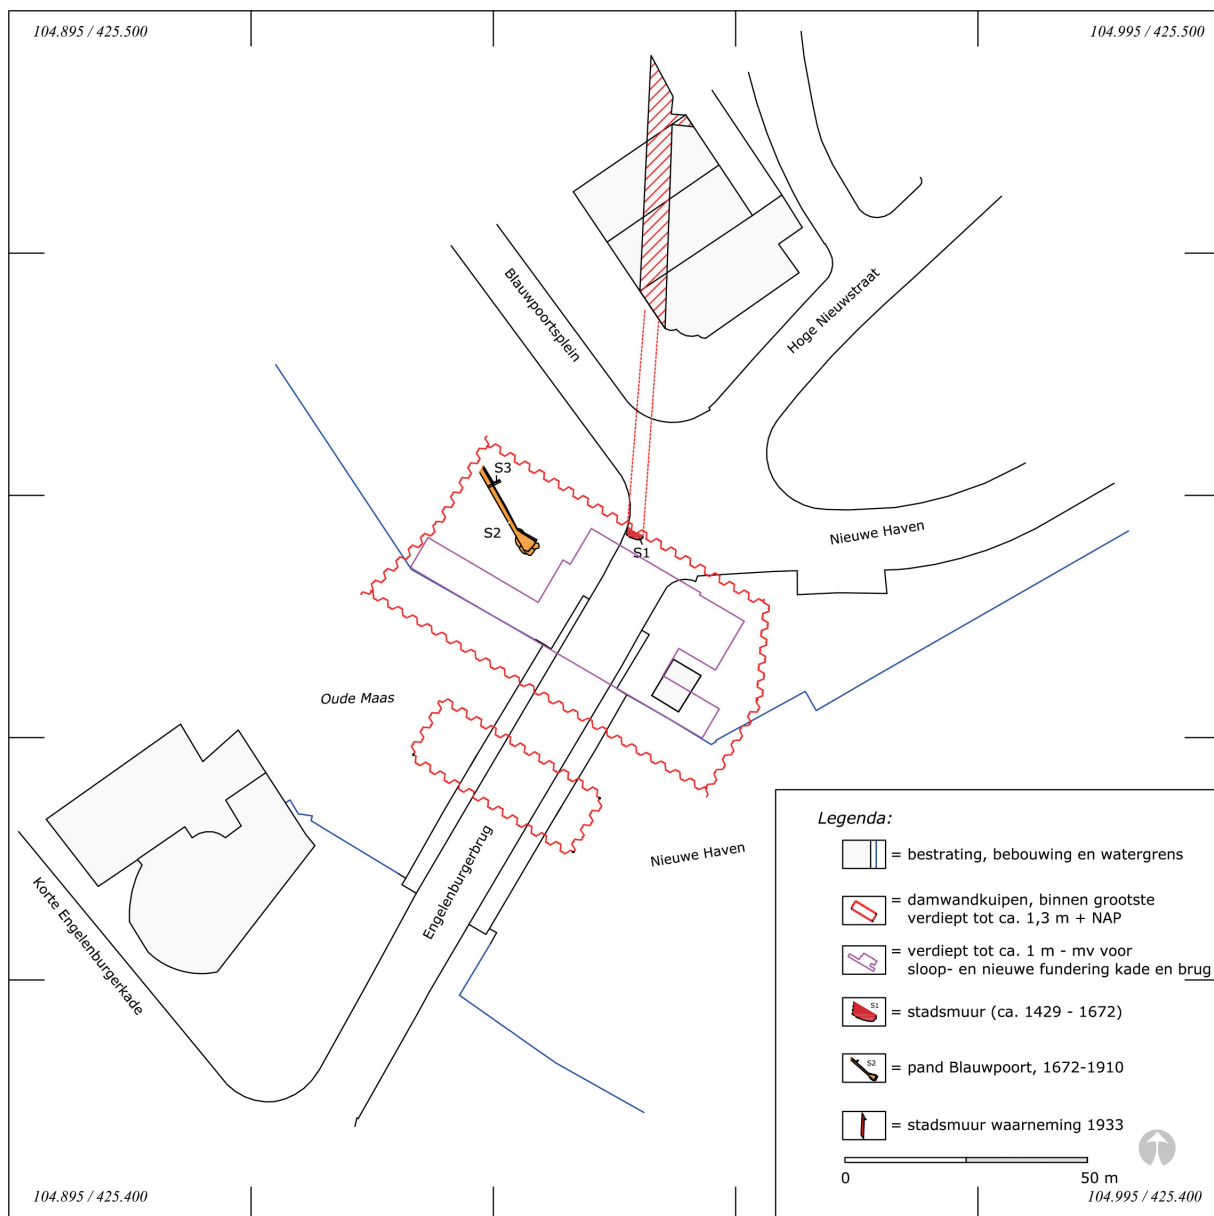 104.895 / 425.500
104.995 / 425.500
Blauwpoortsplein
Hoge Nieuwstraat
S3
S2
S1
Nieuwe Haven
Oude Maas
Engelenburgerbrug
Nieuwe Haven
Korte Engelenburgerkade
Legenda:
= bestrating, bebouwing en watergrens
= damwandkuipen, binnen grootste
verdiept tot ca. 1,3 m + NAP
= verdiept tot ca. 1 m - mv voor
sloop- en nieuwe fundering kade en brug
S1
= stadsmuur (ca. 1429 - 1672)
S2
= pand Blauwpoort, 1672-1910
= stadsmuur waarneming 1933
0
50 m
104.895 / 425.400
104.995 / 425.400